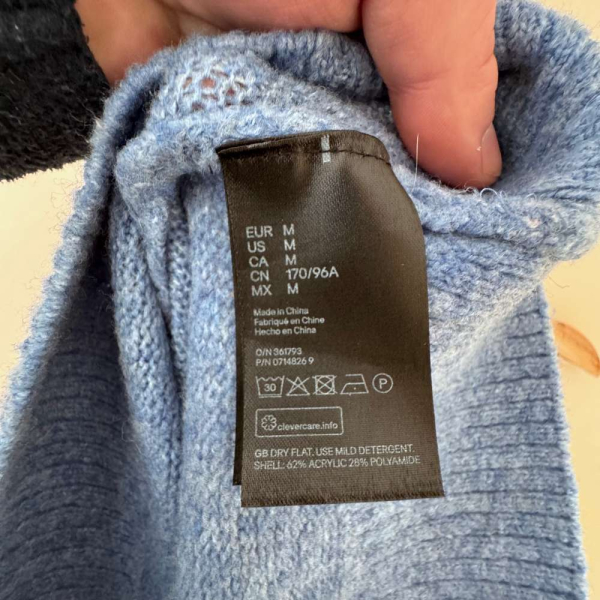 EUR M
US M
CA M
CN 170/96A
MX M
Made in China
Fabriqué en Chine
Hecho en China
O/N 361793
P/N 0714826 9
30 P
clevercare.info
GB DRY FLAT. USE MILD DETERGENT.
SHELL: 62% ACRYLIC 28% POLYAMIDE